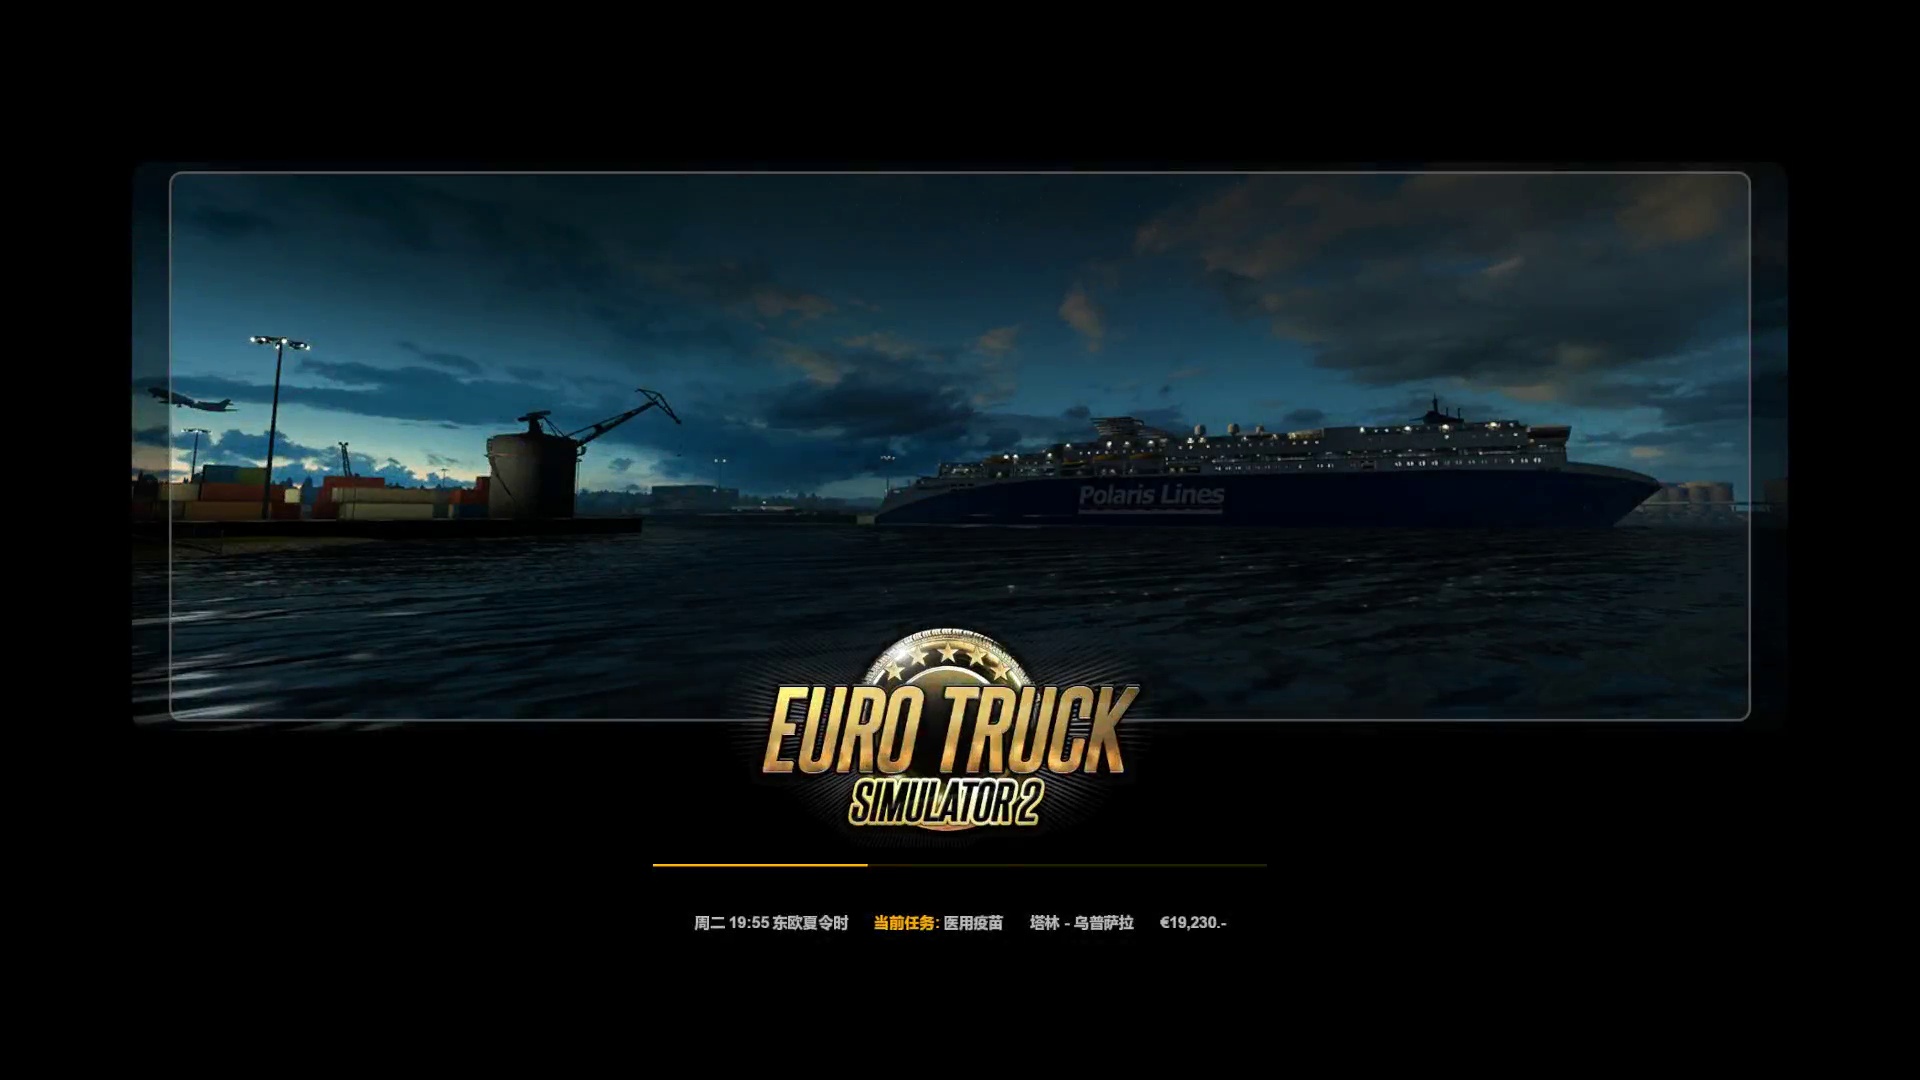 Polaris Lines
EURO TRUCK
SIMULATOR 2
周二 19:55 东欧夏令时 当前任务: 医用疫苗 塔林 - 乌普萨拉 €19,230.-